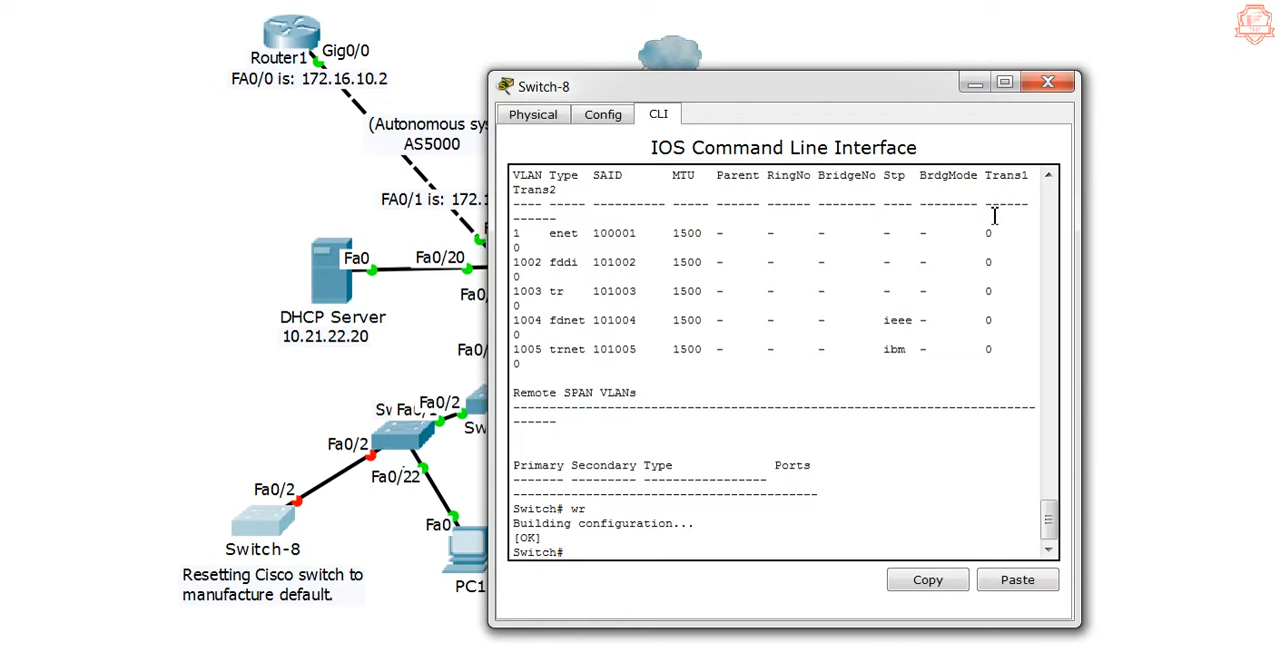 Router1
Gig0/0
FA0/0 is: 172.16.10.2
(Autonomous sy
AS5000
FA0/1 is: 172.1
Fa0
Fa0/20
Fa0/
DHCP Server
10.21.22.20
Fa0/
Fa0/2
Fa0/2
Fa0/22
Fa0/2
Fa0
Switch-8
PC1
Resetting Cisco switch to
manufacture default.
Switch-8
Physical
Config
CLI
IOS Command Line Interface
VLAN Type SAID MTU Parent RingNo BridgeNo Stp BrdgMode Trans1
Trans2
---- ----- ---------- ----- ------ ------ -------- ---- -------- ------
------
1 enet 100001 1500 - - - - - 0
0
1002 fddi 101002 1500 - - - - - 0
0
1003 tr 101003 1500 - - - - - 0
0
1004 fdnet 101004 1500 - - - ieee - 0
0
1005 trnet 101005 1500 - - - ibm - 0
0
Remote SPAN VLANs
------------------------------------------------------------------------
------
Primary Secondary Type Ports
------- --------- -----------------
------------------------------------------
Switch# wr
Building configuration...
[OK]
Switch#
Copy
Paste